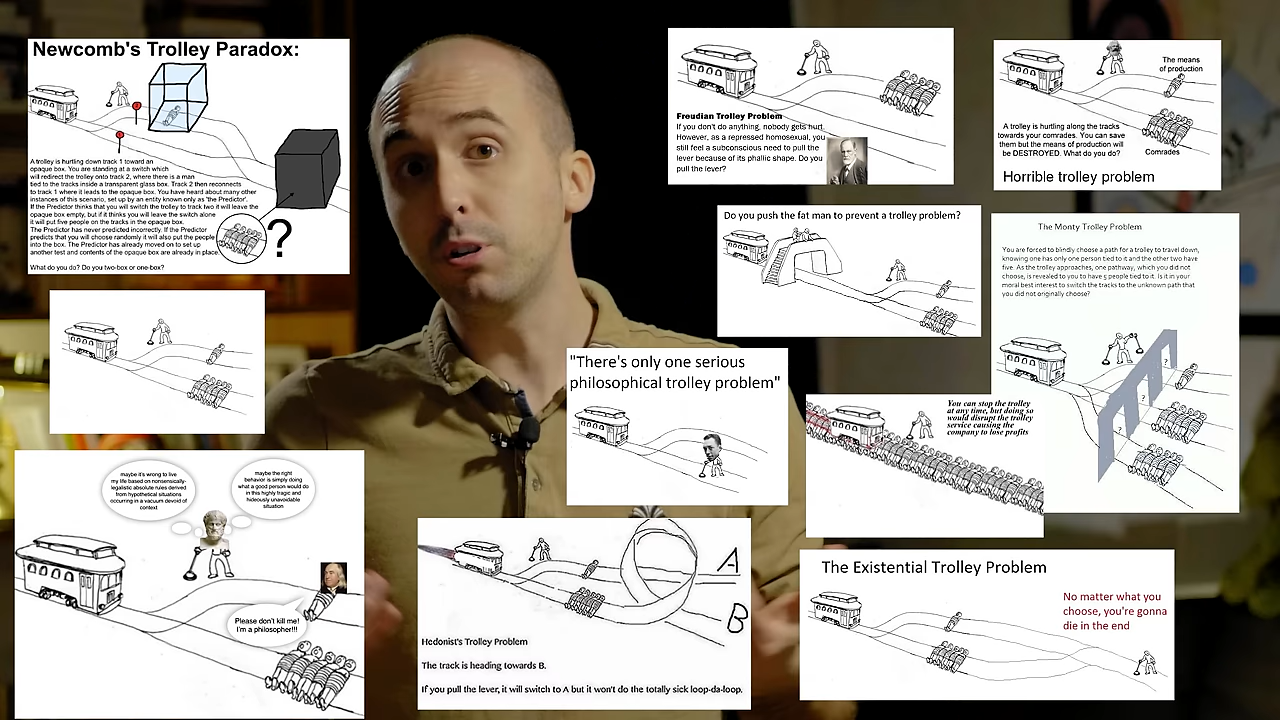 Newcomb's Trolley Paradox:
A trolley is hurtling down track 1 toward an
opaque box. You are standing at a switch which
will redirect the trolley onto track 2, where there is a man
tied to the tracks inside a transparent glass box. Track 2 then reconnects
to track 1 where it leads to the opaque box. You have heard about many other
instances of this scenario, set up by an entity known only as 'the Predictor'.
If the Predictor thinks that you will switch the trolley to track two it will leave the
opaque box empty, but if it thinks you will leave the switch alone
it will put five people on the tracks in the opaque box.
The Predictor has never predicted incorrectly. If the Predictor
predicts that you will choose randomly it will also put the people
into the box. The Predictor has already moved on to set up
another test and contents of the opaque box are already in place.
?
What do you do? Do you two-box or one-box?
Freudian Trolley Problem
If you don't do anything, nobody gets hurt.
However, as a repressed homosexual, you
still feel a subconscious need to pull the
lever because of its phallic shape. Do you
pull the lever?
The means
of production
A trolley is hurtling along the tracks
towards your comrades. You can save
them but the means of production will
be DESTROYED. What do you do?
Comrades
Horrible trolley problem
Do you push the fat man to prevent a trolley problem?
The Monty Trolley Problem
You are forced to blindly choose a path for a trolley to travel down,
knowing one has only one person tied to it and the other two have
five. As the trolley approaches, one pathway, which you did not
choose, is revealed to you to have 5 people tied to it. Is it in your
moral best interest to switch the tracks to the unknown path that
you did not originally choose?
?
?
?
"There's only one serious
philosophical trolley problem"
You can stop the trolley
at any time, but doing so
would disrupt the trolley
service causing the
company to lose profits
maybe it's wrong to live
my life based on nonsensically-
legalistic absolute rules derived
from hypothetical situations
occurring in a vacuum devoid of
context
maybe the right
behavior is simply doing
what a good person would do
in this highly tragic and
hideously unavoidable
situation
Please don't kill me!
I'm a philosopher!!!
A
B
Hedonist's Trolley Problem
The track is heading towards B.
If you pull the lever, it will switch to A but it won't do the totally sick loop-da-loop.
The Existential Trolley Problem
No matter what you
choose, you're gonna
die in the end